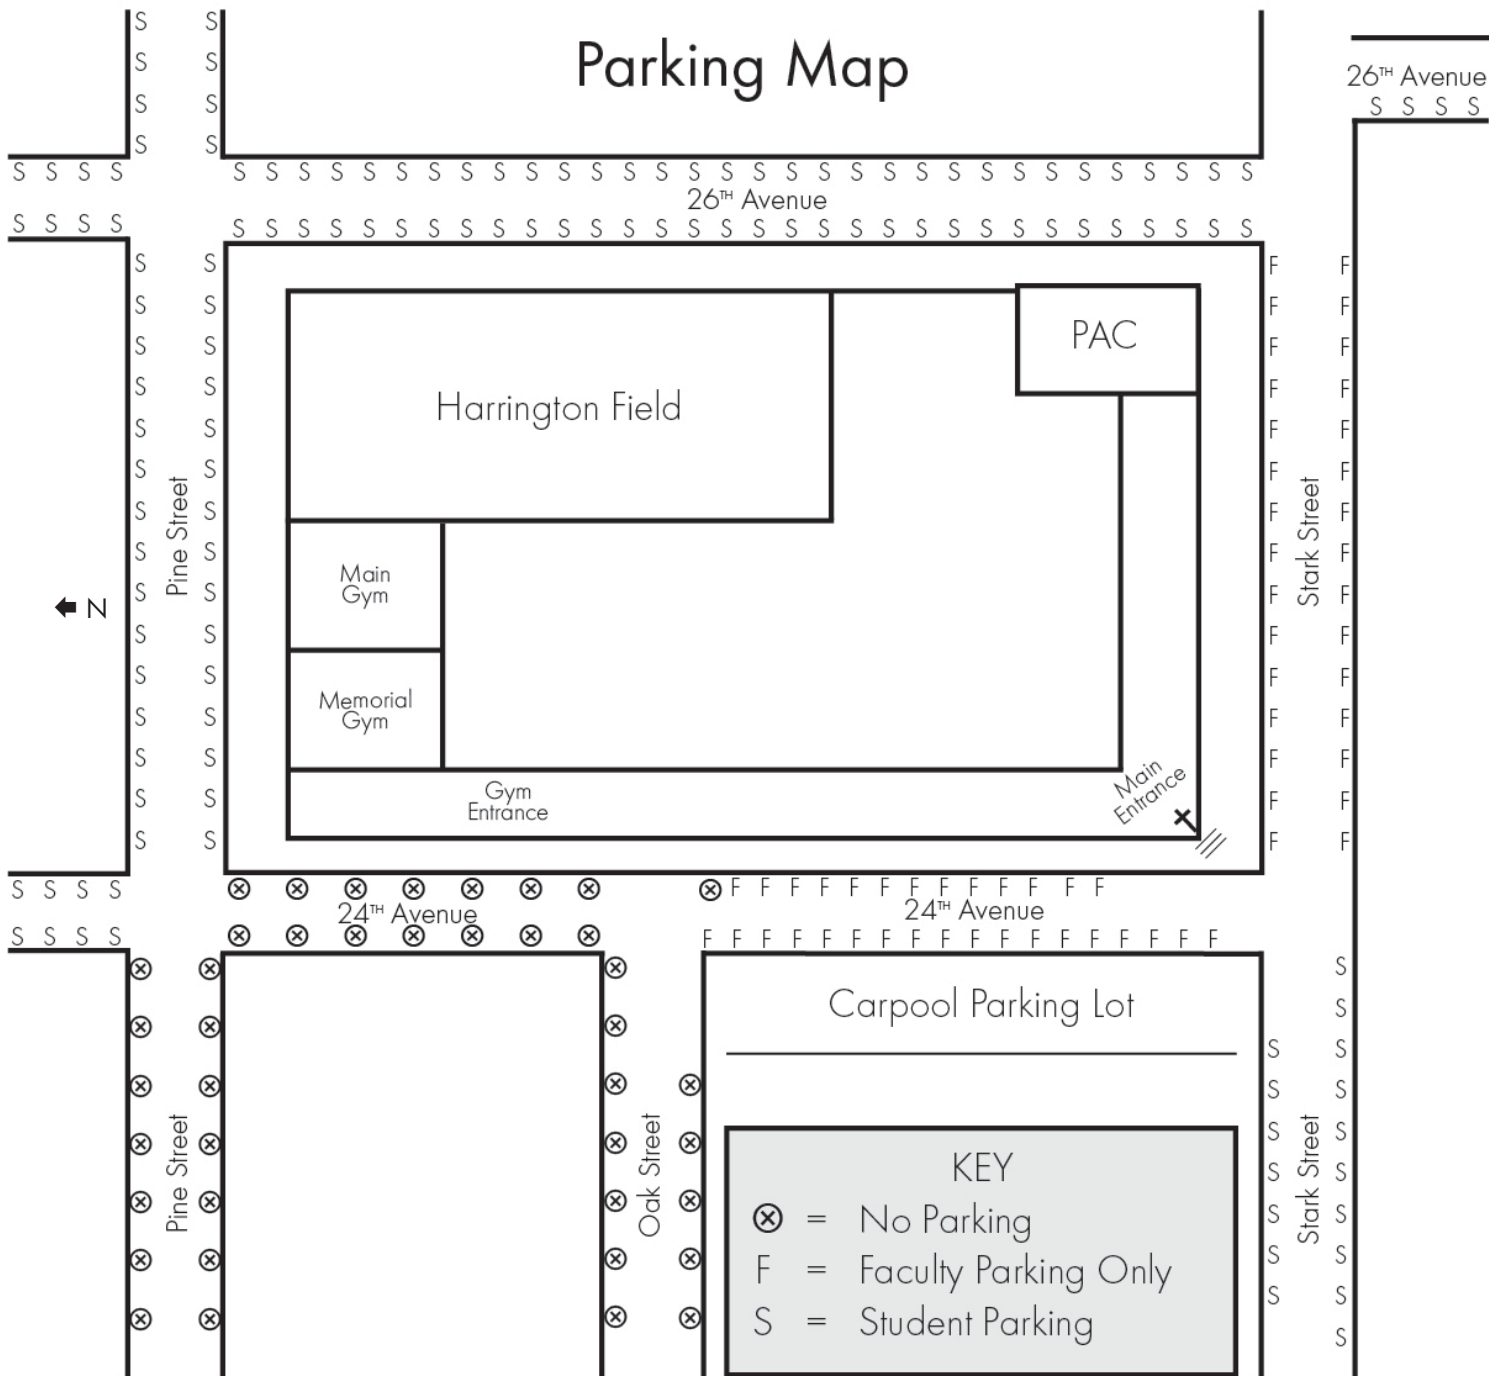 S S
Parking Map
S S
26TH Avenue
S S S S
S S
S S
S S S S S S S S S S S S S S S S S S S S S S S S S S S S S S S S
S S S S
26TH Avenue
S S S S
S S S S S S S S S S S S S S S S S S S S S S S S S S S S S S S S
S S F F
S S F F
PAC
S S F F
S S F F
Harrington Field
S S F F
S S F F
S S F F
Pine Street
Stark Street
S S F F
Main
Gym
S S F F
N
S S F F
S S F F
Memorial
Gym
S S F F
S S F F
Main
Entrance
Gym
Entrance
S S F F
S S F F
S S F F
S S S S
⊗ ⊗ ⊗ ⊗ ⊗ ⊗ ⊗
⊗ F F F F F F F F F F F F F
24TH Avenue
24TH Avenue
S S S S
⊗ ⊗ ⊗ ⊗ ⊗ ⊗ ⊗
F F F F F F F F F F F F F F F F F F
⊗ ⊗ ⊗ S
Carpool Parking Lot
⊗ ⊗ ⊗ S
S S
⊗ ⊗ ⊗ ⊗ S S
⊗ ⊗ ⊗ ⊗ S S
Pine Street
Oak Street
Stark Street
KEY
⊗ ⊗ ⊗ ⊗ S S
⊗ = No Parking
S S
⊗ ⊗ ⊗ ⊗ S S
F = Faculty Parking Only
S S
⊗ ⊗ ⊗ ⊗ S
S = Student Parking